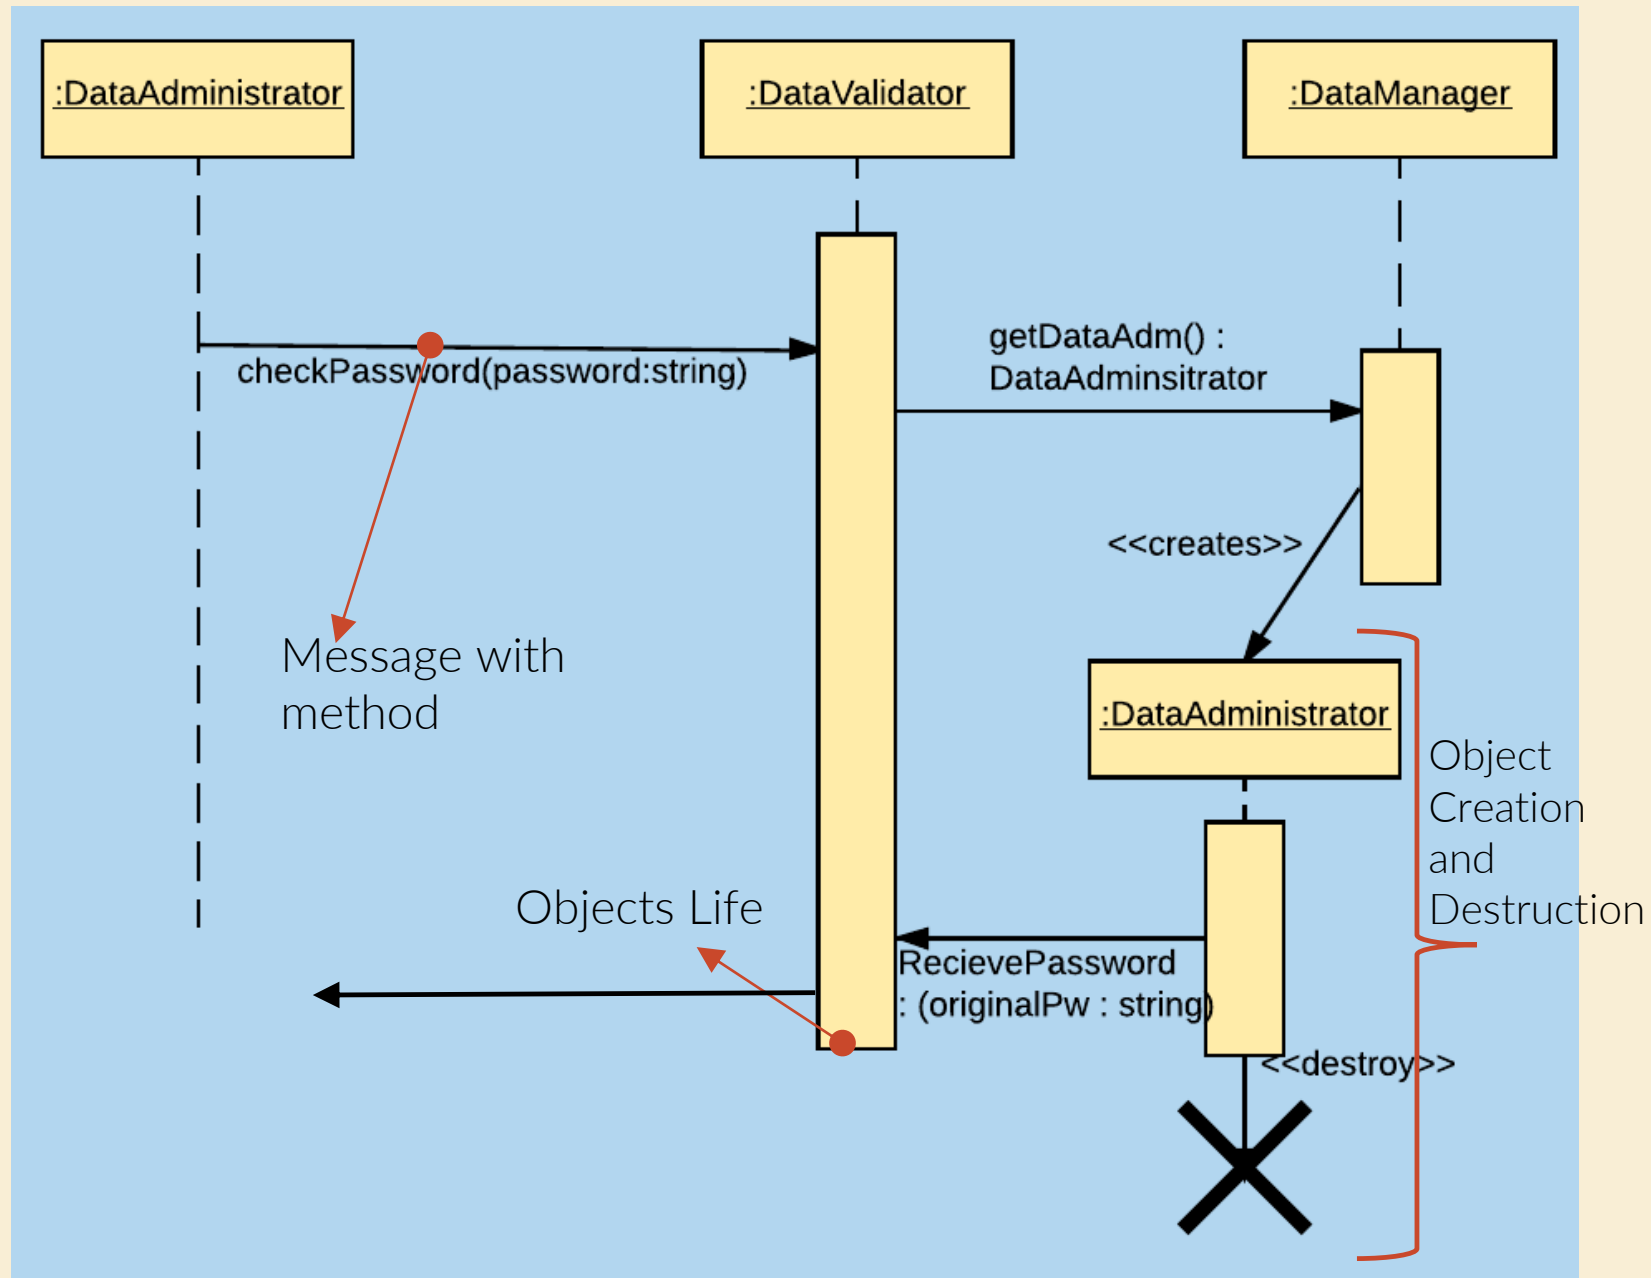 :DataAdministrator
:DataValidator
:DataManager
checkPassword(password:string)
getDataAdm() :
DataAdminsitrator
<<creates>>
Message with
method
:DataAdministrator
Object
Creation
and
Destruction
Objects Life
RecievePassword
: (originalPw : string)
<<destroy>>